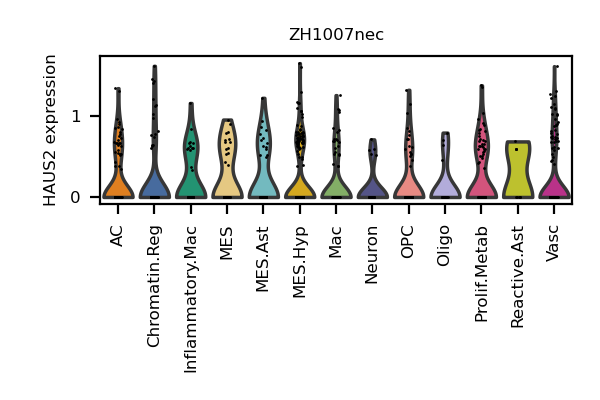 ZH1007nec
HAUS2 expression
1
0
AC
Chromatin.Reg
Inflammatory.Mac
MES
MES.Ast
MES.Hyp
Mac
Neuron
OPC
Oligo
Prolif.Metab
Reactive.Ast
Vasc